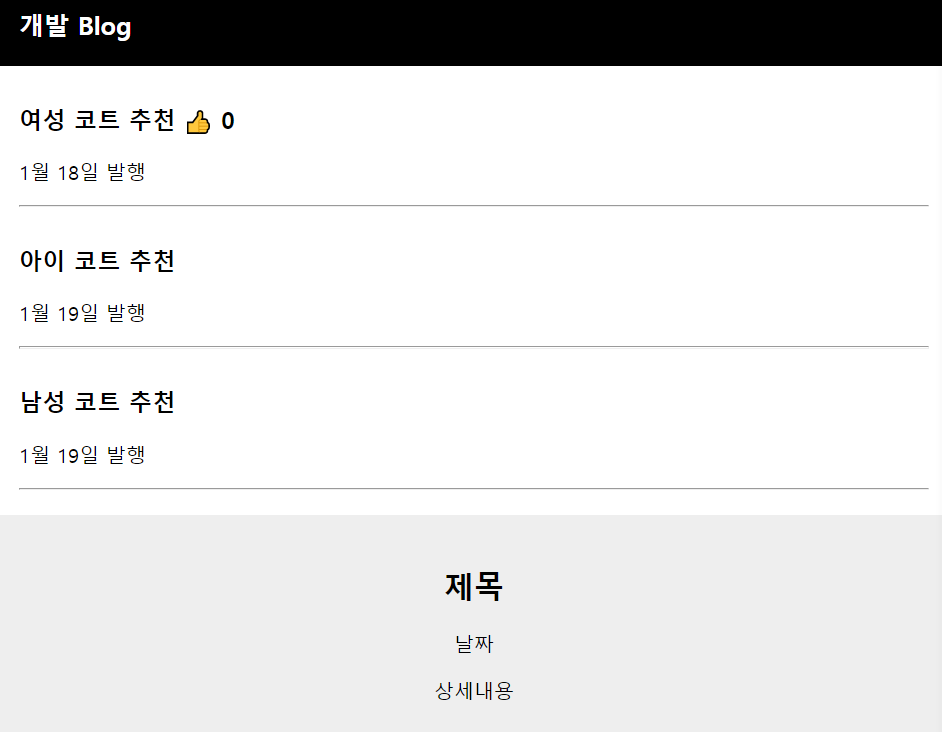 개발 Blog
여성 코트 추천 👍 0
1월 18일 발행
아이 코트 추천
1월 19일 발행
남성 코트 추천
1월 19일 발행
제목
날짜
상세내용